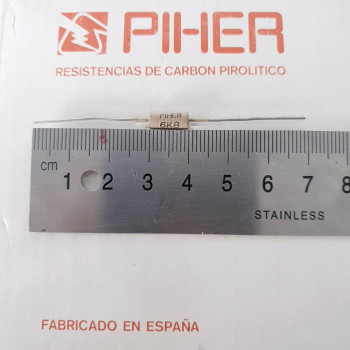 PIHER
RESISTENCIAS DE CARBON PIROLITICO
PIHER
6K8
cm 1 2 3 4 5 6 7 8
STAINLESS
FABRICADO EN ESPAÑA